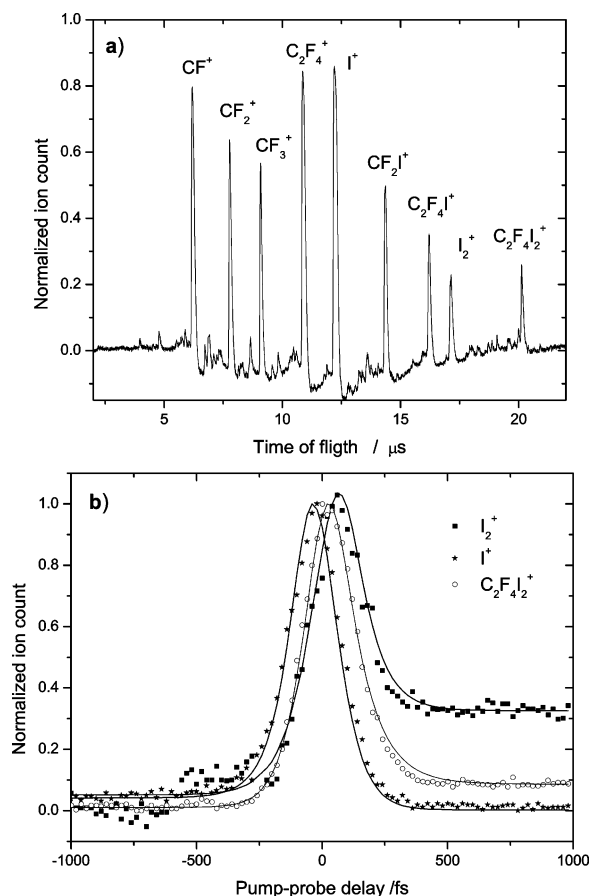 a)
CF⁺
CF₂⁺
CF₃⁺
C₂F₄⁺
I⁺
CF₂I⁺
C₂F₄I⁺
I₂⁺
C₂F₄I₂⁺
Normalized ion count
1.0
0.8
0.6
0.4
0.2
0.0
5
10
15
20
Time of fligth / μs
b)
I₂⁺
I⁺
C₂F₄I₂⁺
Normalized ion count
1.0
0.8
0.6
0.4
0.2
0.0
-1000
-500
0
500
1000
Pump-probe delay /fs